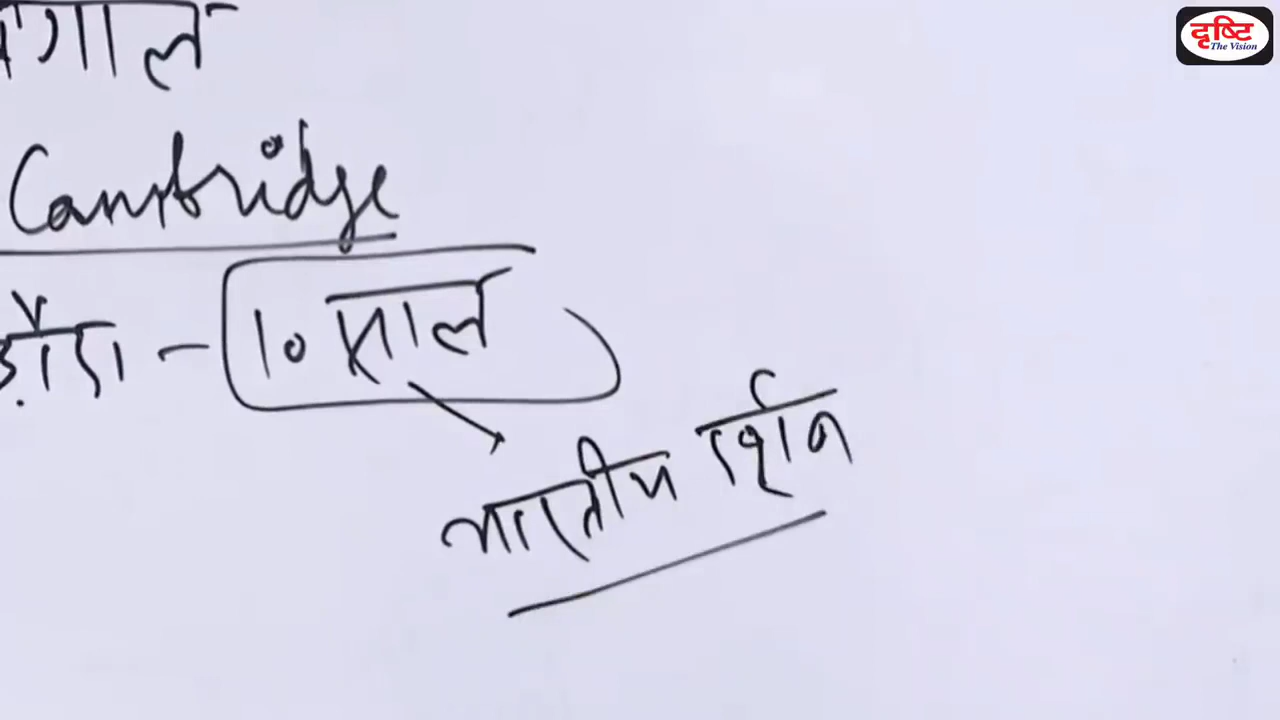 दृष्टि
The Vision
Cambridge
- 10 साल
भारतीय दर्शन